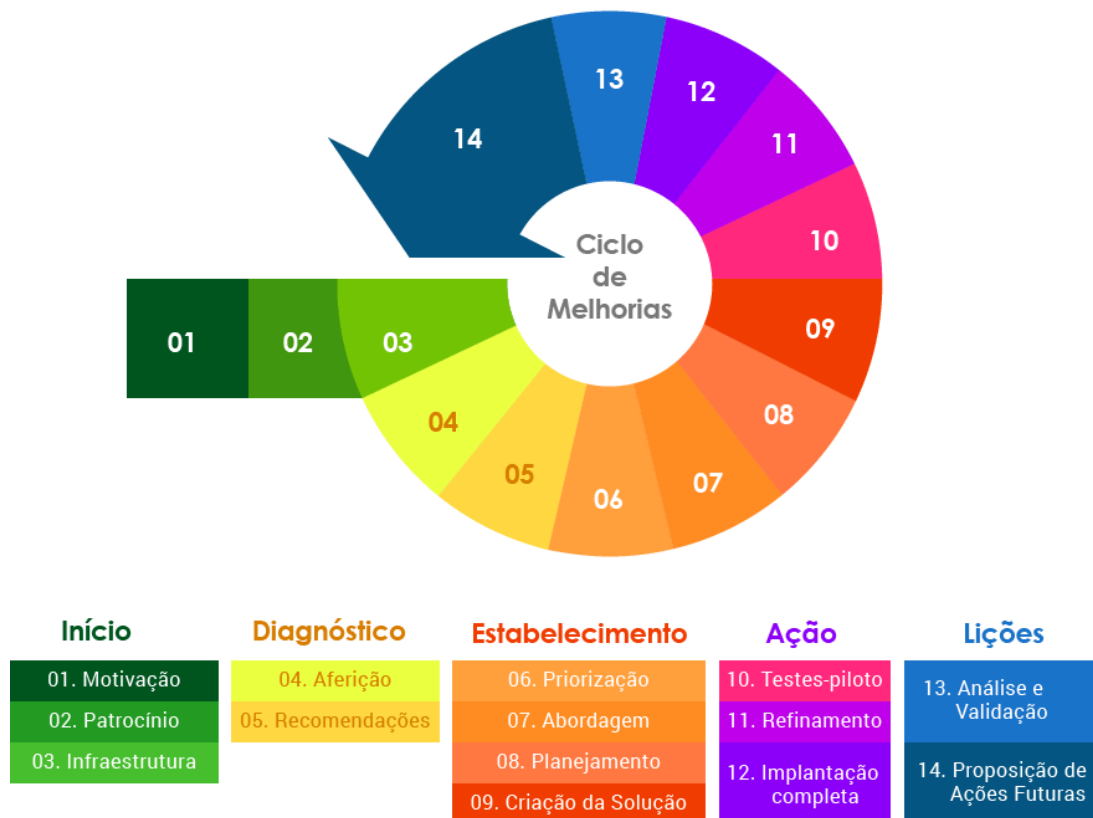 13
12
14
11
10
Ciclo
de
Melhorias
01
02
03
09
04
08
05
07
06
Início
01. Motivação
02. Patrocínio
03. Infraestrutura
Diagnóstico
04. Aferição
05. Recomendações
Estabelecimento
06. Priorização
07. Abordagem
08. Planejamento
09. Criação da Solução
Ação
10. Testes-piloto
11. Refinamento
12. Implantação
completa
Lições
13. Análise e
Validação
14. Proposição de
Ações Futuras